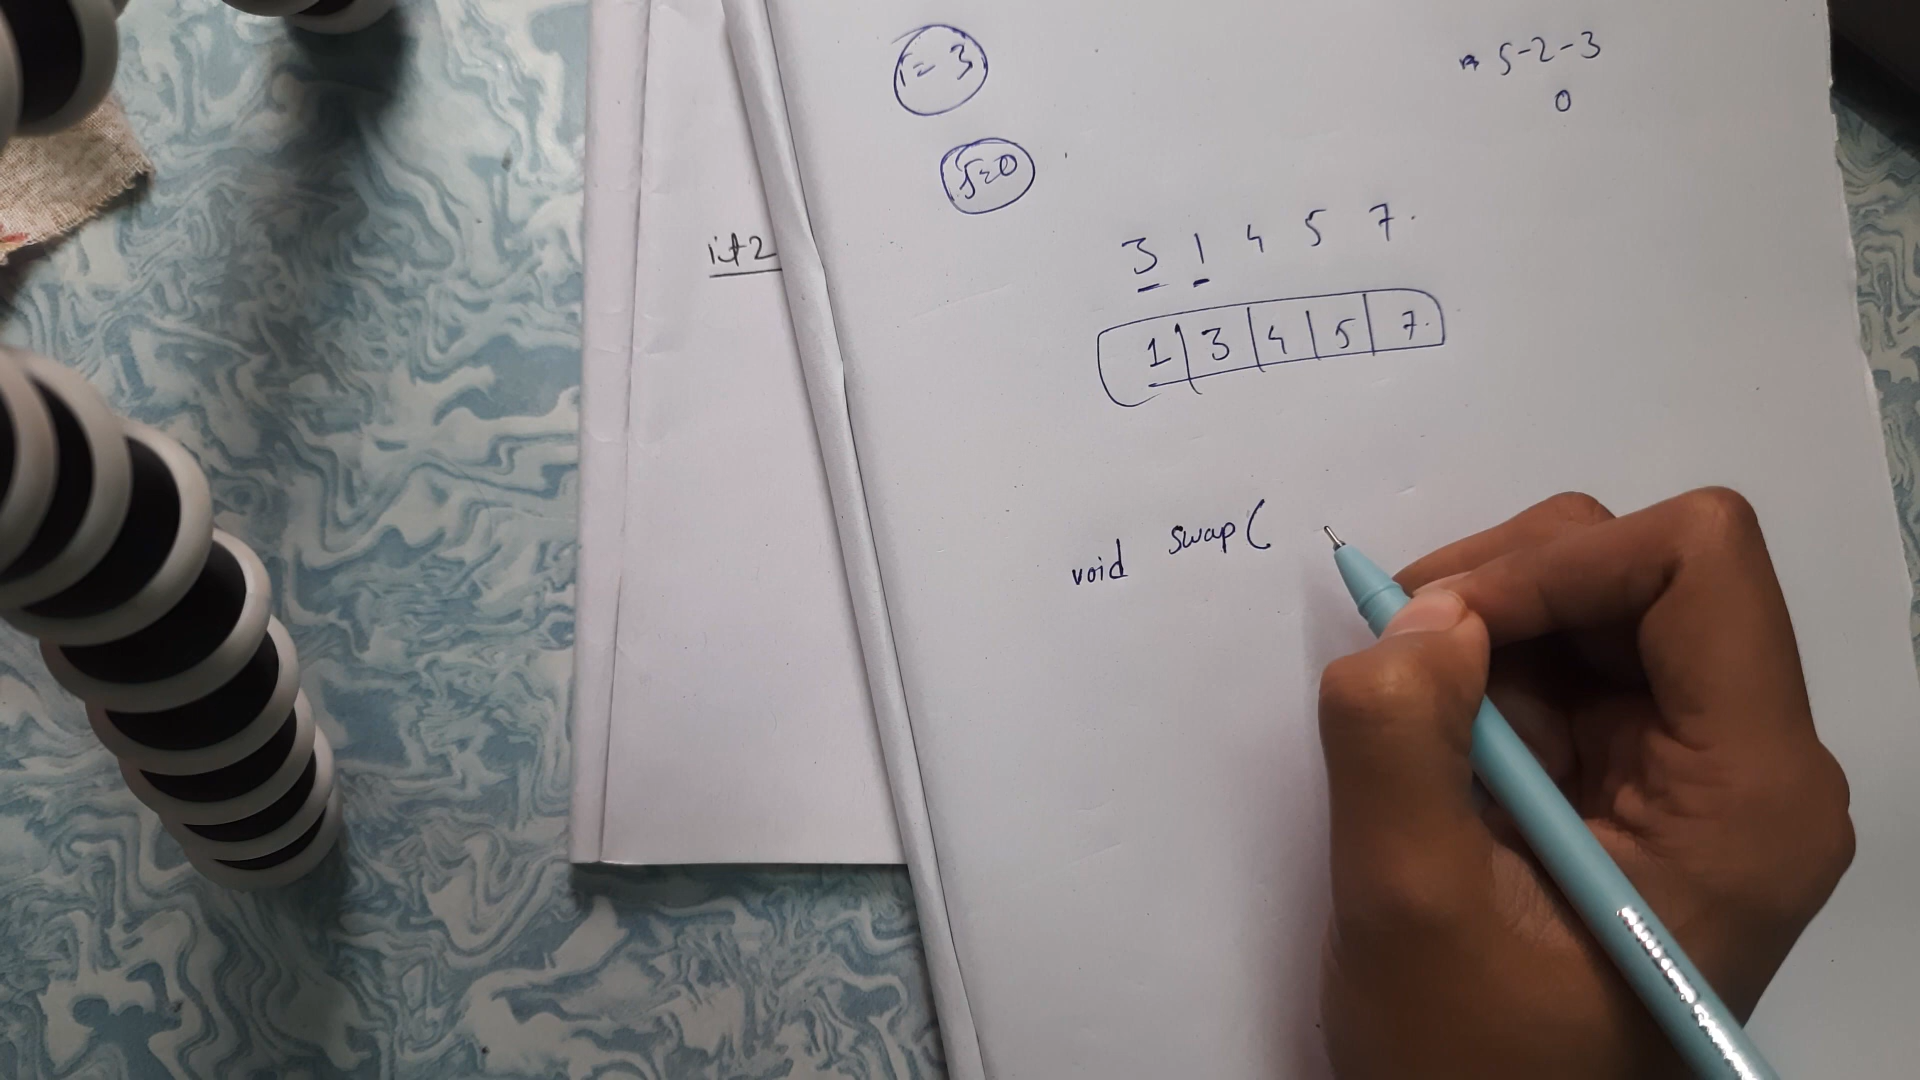 i = 3
5-2-3
0
j=0
it2
3 1 4 5 7.
1 3 4 5 7.
void swap(